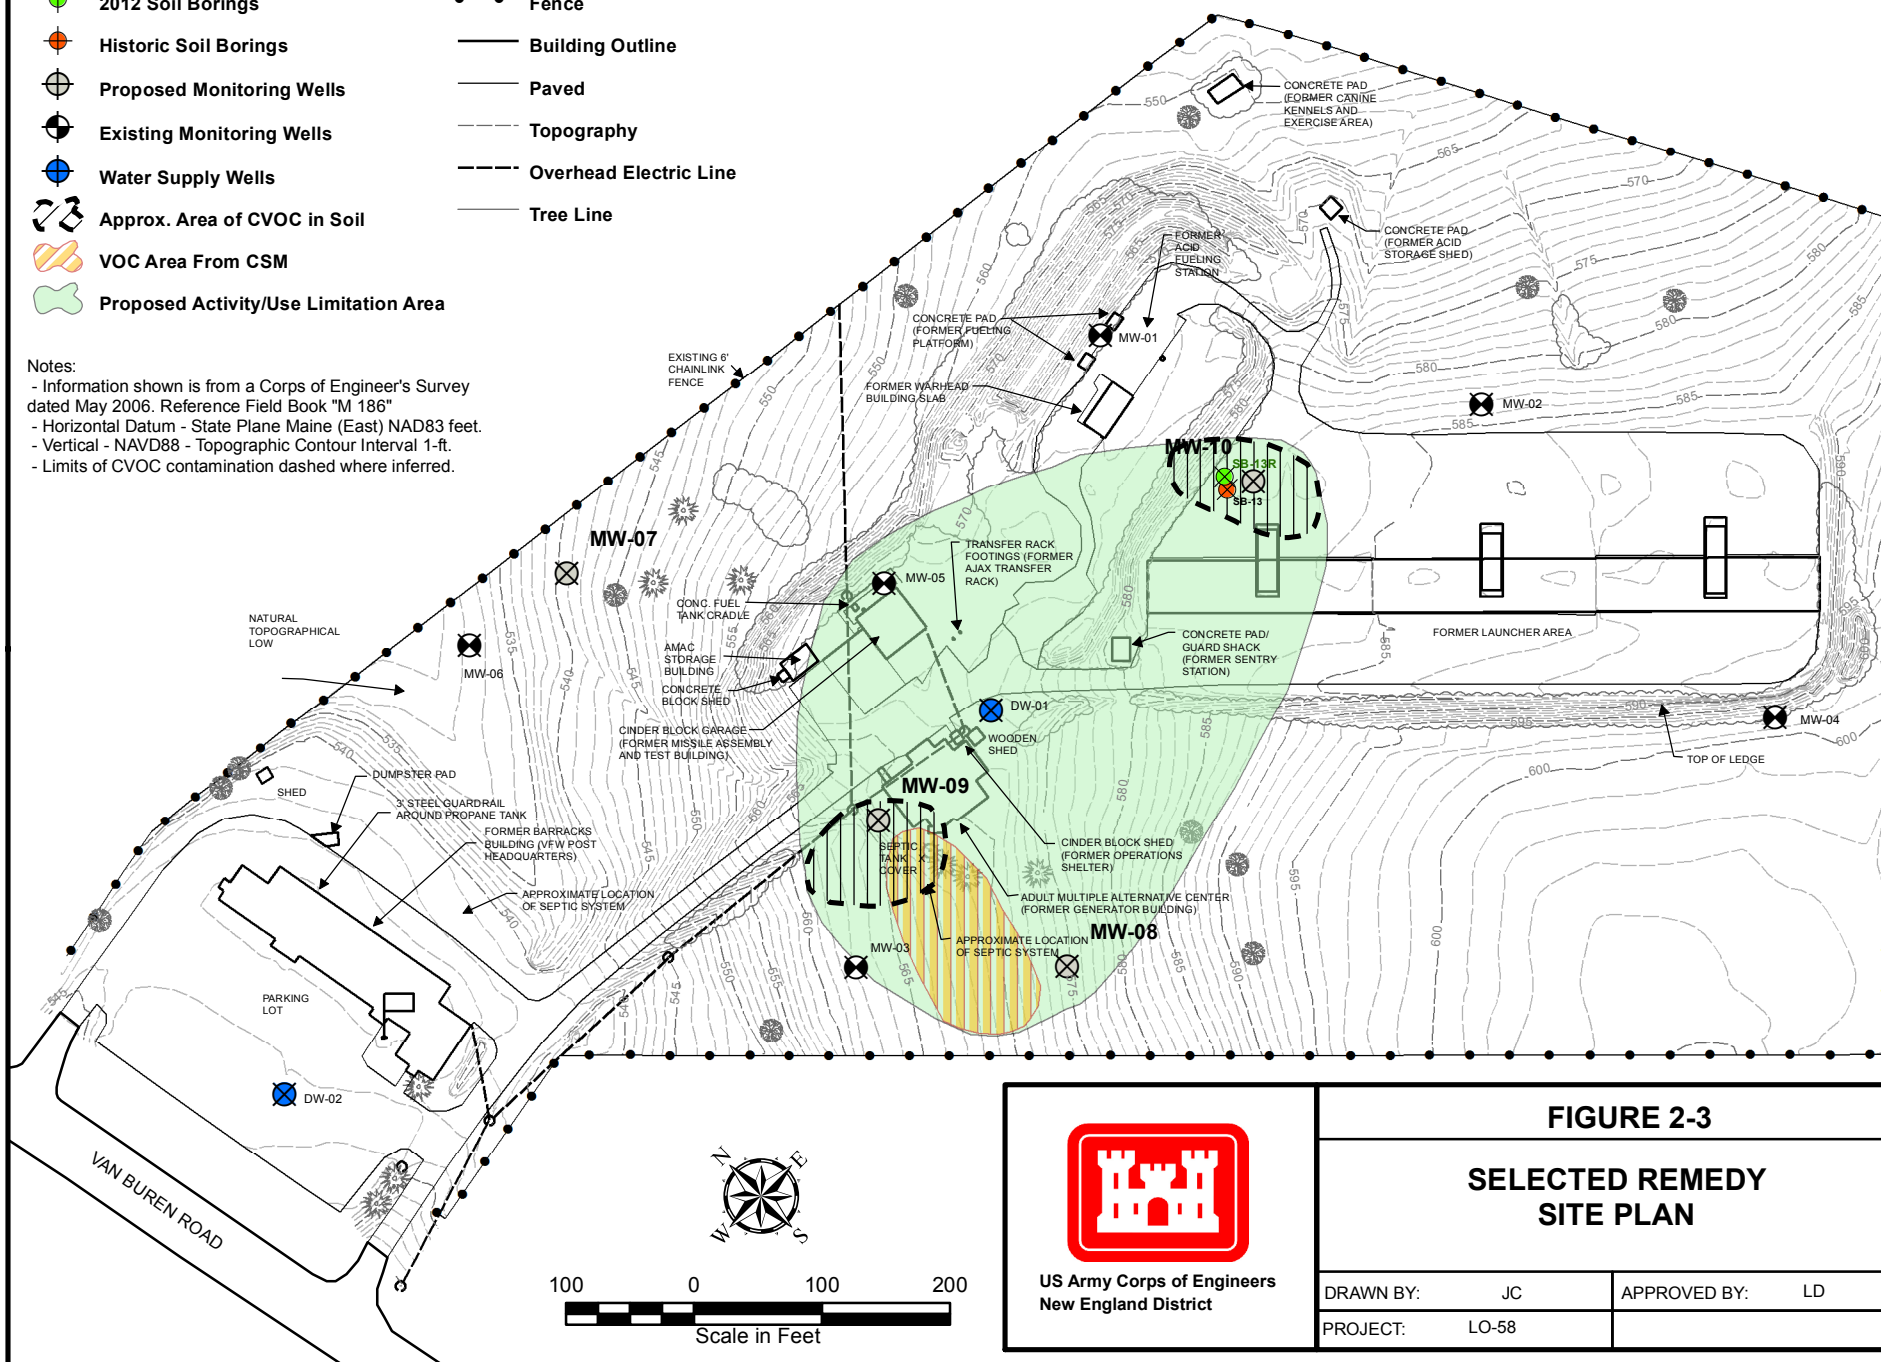 2012 Soil Borings
Historic Soil Borings
Proposed Monitoring Wells
Existing Monitoring Wells
Water Supply Wells
Approx. Area of CVOC in Soil
VOC Area From CSM
Proposed Activity/Use Limitation Area
Fence
Building Outline
Paved
Topography
Overhead Electric Line
Tree Line
Notes:
- Information shown is from a Corps of Engineer's Survey
dated May 2006. Reference Field Book "M 186"
- Horizontal Datum - State Plane Maine (East) NAD83 feet.
- Vertical - NAVD88 - Topographic Contour Interval 1-ft.
- Limits of CVOC contamination dashed where inferred.
CONCRETE PAD
(FORMER CANINE
KENNELS AND
EXERCISE AREA)
550
565
570
CONCRETE PAD
(FORMER ACID
STORAGE SHED)
FORMER
ACID
FUELING
STATION
CONCRETE PAD
(FORMER FUELING
PLATFORM)
MW-01
EXISTING 6'
CHAINLINK
FENCE
FORMER WARHEAD
BUILDING SLAB
MW-02
MW-10
SB-13R
SB-13
MW-07
TRANSFER RACK
FOOTINGS (FORMER
AJAX TRANSFER
RACK)
MW-05
CONC. FUEL
TANK CRADLE
NATURAL
TOPOGRAPHICAL
LOW
MW-06
AMAC
STORAGE
BUILDING
CONCRETE
BLOCK SHED
CONCRETE PAD/
GUARD SHACK
(FORMER SENTRY
STATION)
FORMER LAUNCHER AREA
DW-01
WOODEN
SHED
CINDER BLOCK GARAGE
(FORMER MISSILE ASSEMBLY
AND TEST BUILDING)
MW-04
TOP OF LEDGE
SHED
DUMPSTER PAD
3' STEEL GUARDRAIL
AROUND PROPANE TANK
FORMER BARRACKS
BUILDING (VFW POST
HEADQUARTERS)
APPROXIMATE LOCATION
OF SEPTIC SYSTEM
MW-09
SEPTIC
TANK
COVER
X
CINDER BLOCK SHED
(FORMER OPERATIONS
SHELTER)
ADULT MULTIPLE ALTERNATIVE CENTER
(FORMER GENERATOR BUILDING)
MW-08
APPROXIMATE LOCATION
OF SEPTIC SYSTEM
MW-03
PARKING
LOT
DW-02
VAN BUREN ROAD
N
E
W
S
100 0 100 200
Scale in Feet
US Army Corps of Engineers
New England District
FIGURE 2-3
SELECTED REMEDY
SITE PLAN
DRAWN BY: JC
APPROVED BY: LD
PROJECT: LO-58